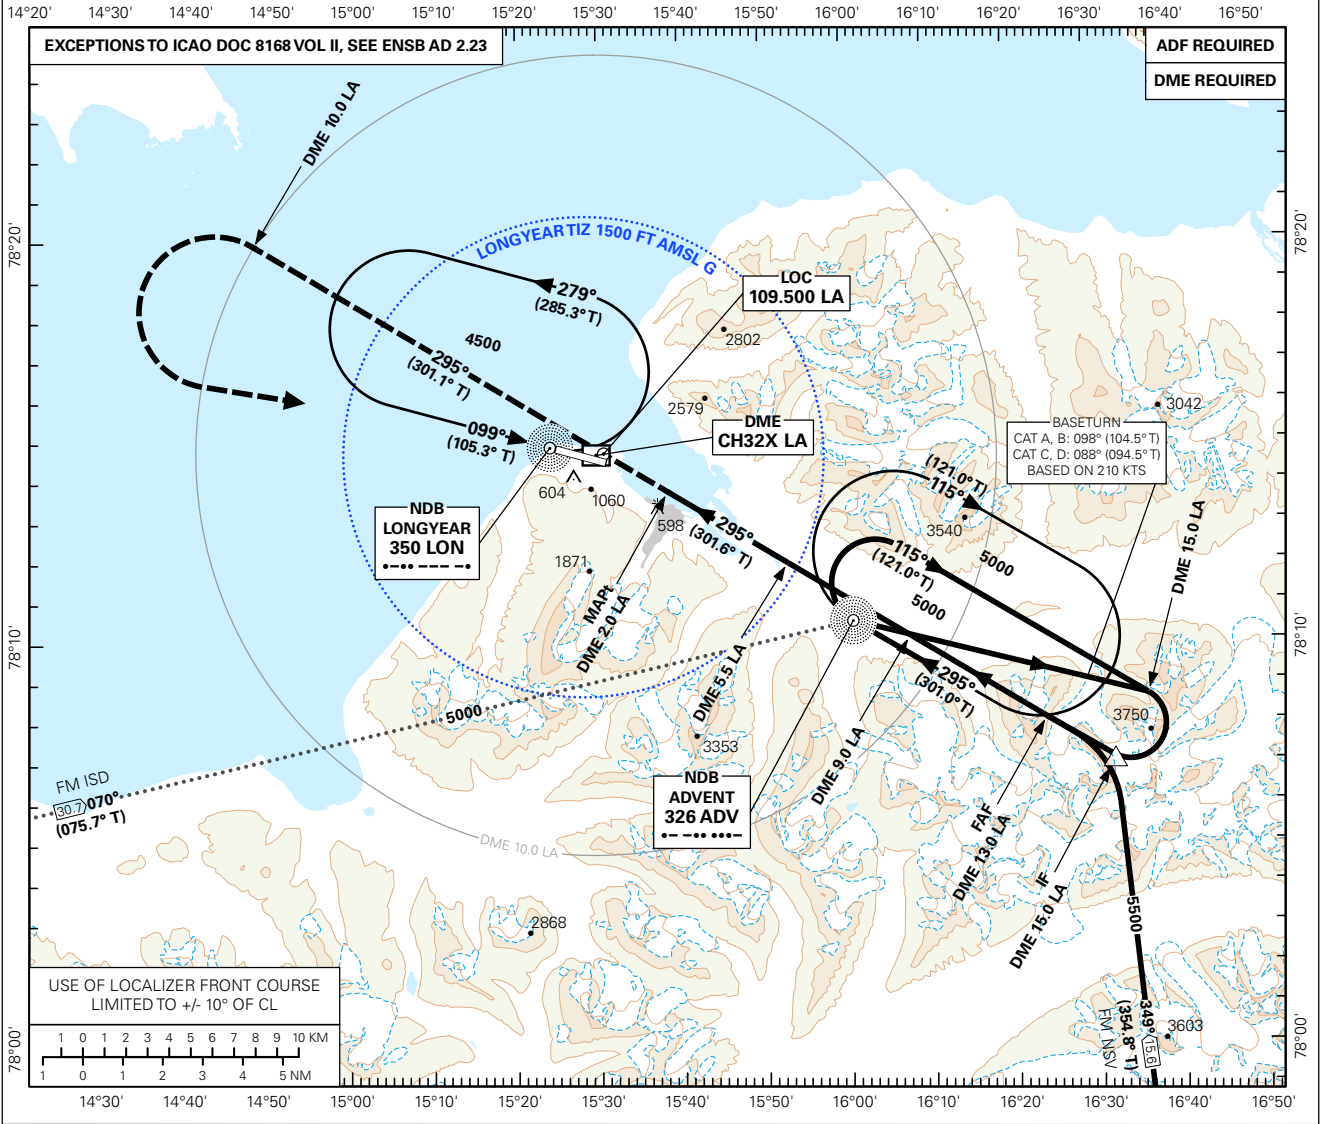 14°20' 14°40' 14°50' 15°00' 15°10' 15°20' 15°30' 15°40' 15°50' 16°00' 16°10' 16°20' 16°30' 16°40' 16°50'
EXCEPTIONS TO ICAO DOC 8168 VOL II, SEE ENSB AD 2.23
ADF REQUIRED
DME REQUIRED
DME 10.0 LA
78°20'
78°20'
LONGYEAR TIZ 1500 FT AMSL G
279°
(285.3° T)
LOC
109.500 LA
4500
295°
(301.1° T)
2802
2579
3042
099°
(105.3° T)
DME
CH32X LA
BASETURN
CAT A, B: 098° (104.5° T)
CAT C, D: 088° (094.5° T)
BASED ON 210 KTS
(121.0° T)
115°
604
1060
598
3540
NDB
LONGYEAR
350 LON
295°
(301.6° T)
115°
(121.0° T)
5000
5000
DME 15.0 LA
1871
MAPt
DME 2.0 LA
78°10'
78°10'
DME 5.5 LA
295°
(301.0° T)
5000
3750
3353
FM ISD
30.7 070°
(075.7° T)
NDB
ADVENT
326 ADV
DME 9.0 LA
FAF
DME 13.0 LA
DME 10.0 LA
IF
DME 15.0 LA
5500
2868
3603
349° 15.6
(354.8° T)
FM NSV
78°00'
78°00'
USE OF LOCALIZER FRONT COURSE
LIMITED TO +/- 10° OF CL
1 0 1 2 3 4 5 6 7 8 9 10 KM
1 0 1 2 3 4 5 NM
14°30' 14°40' 14°50' 15°00' 15°10' 15°20' 15°30' 15°40' 15°50' 16°00' 16°10' 16°20' 16°30' 16°40' 16°50'